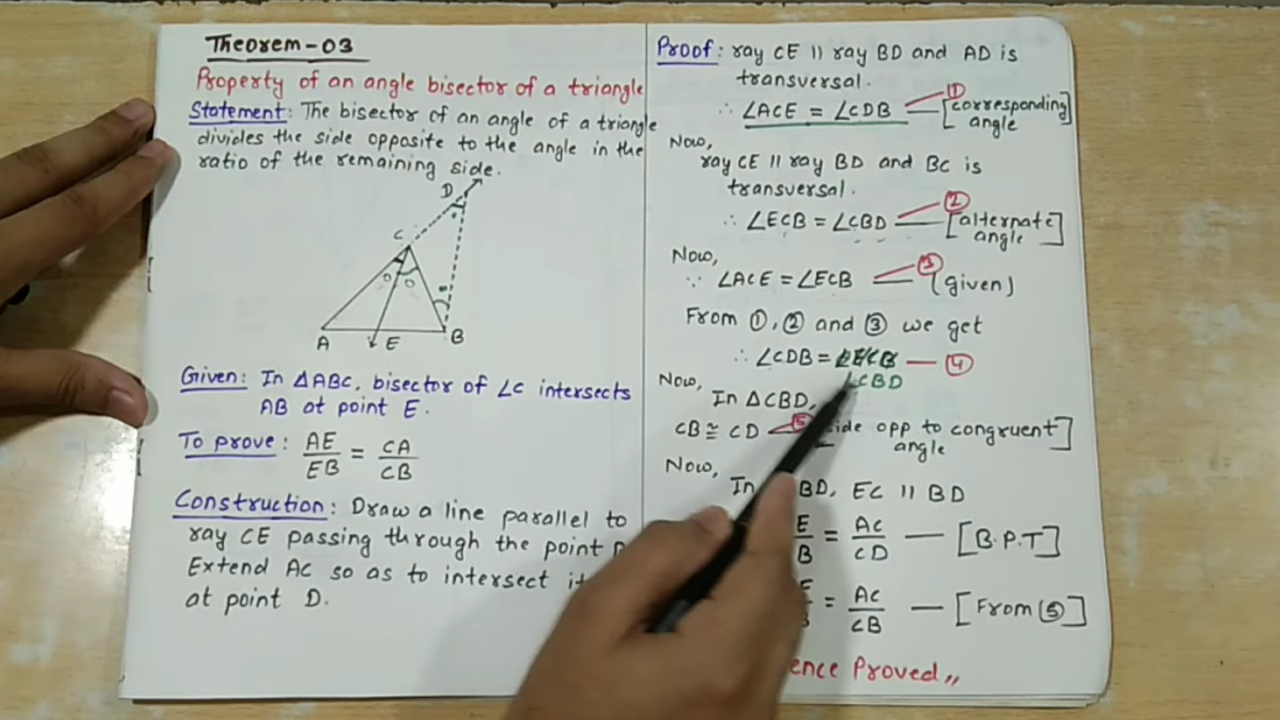 Theorem-03
Property of an angle bisector of a triangle
Statement: The bisector of an angle of a triangle
divides the side opposite to the angle in the
ratio of the remaining side.
D
C
A
E
B
Given: In ΔABC, bisector of ∠C intersects
AB at point E.
To prove: AE/EB = CA/CB
Construction: Draw a line parallel to
ray CE passing through the point
Extend AC so as to intersect
at point D.
Proof: ray CE || ray BD and AD is
transversal.
∴ ∠ACE = ∠CDB — ① [corresponding
angle]
Now,
ray CE || ray BD and BC is
transversal.
∴ ∠ECB = ∠CBD — ② [alternate
angle]
Now,
∵ ∠ACE = ∠ECB — ③ (given)
From ①, ② and ③ we get
∴ ∠CDB = — ④
∠CBD
Now,
In ΔCBD,
CB ≅ CD — ⑤ side opp to congruent
angle]
Now,
In BD, EC || BD
= AC/CD — [B.P.T]
= AC/CB — [From ⑤]
Proved,,